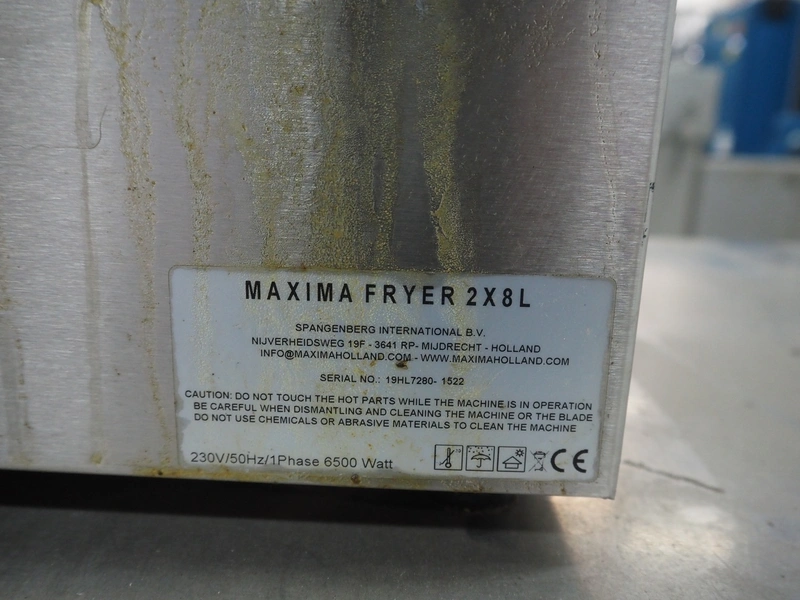 MAXIMA FRYER 2X8L
SPANGENBERG INTERNATIONAL B.V.
NIJVERHEIDSWEG 19F - 3641 RP- MIJDRECHT - HOLLAND
INFO@MAXIMAHOLLAND.COM - WWW.MAXIMAHOLLAND.COM
SERIAL NO.: 19HL7280- 1522
CAUTION: DO NOT TOUCH THE HOT PARTS WHILE THE MACHINE IS IN OPERATION
BE CAREFUL WHEN DISMANTLING AND CLEANING THE MACHINE OR THE BLADE
DO NOT USE CHEMICALS OR ABRASIVE MATERIALS TO CLEAN THE MACHINE
230V/50Hz/1Phase 6500 Watt CE